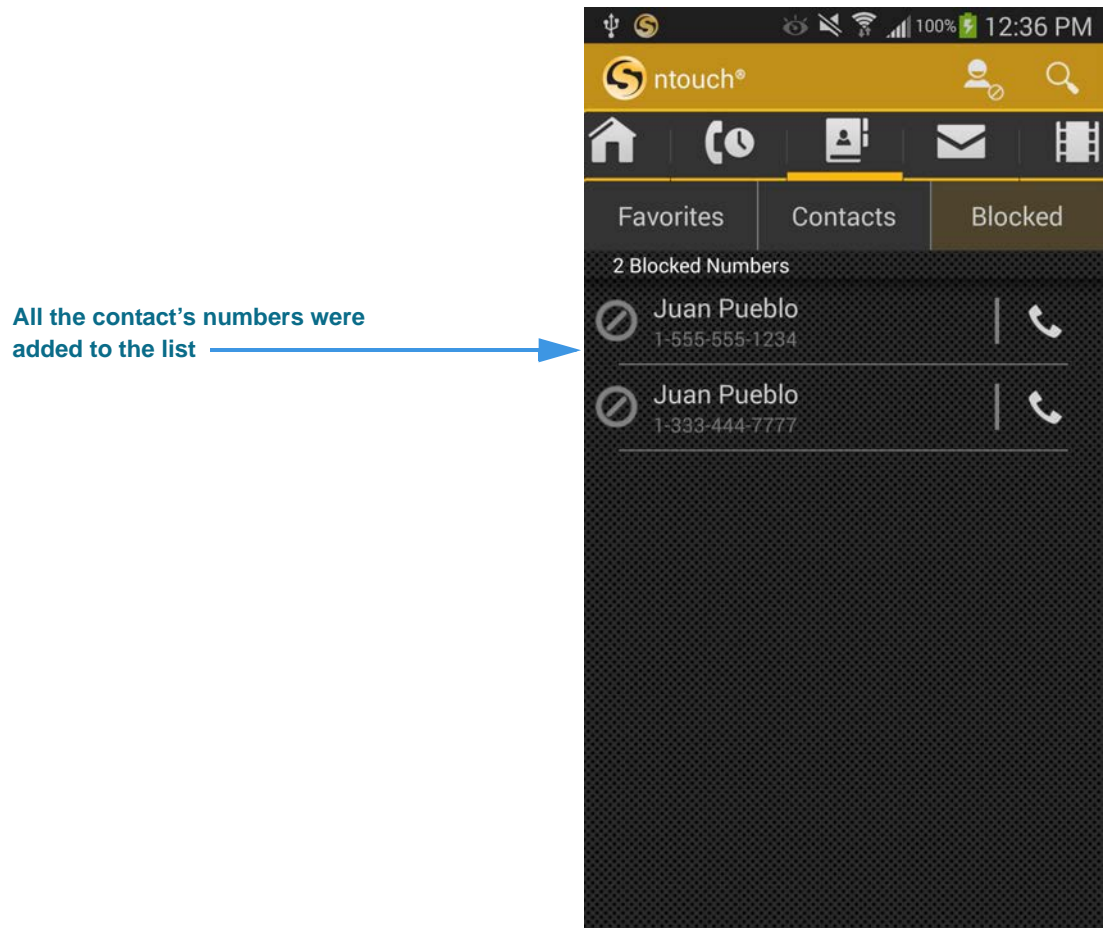 100% 12:36 PM
ntouch®
Favorites Contacts Blocked
2 Blocked Numbers
All the contact’s numbers were
added to the list
Juan Pueblo
1-555-555-1234
Juan Pueblo
1-333-444-7777